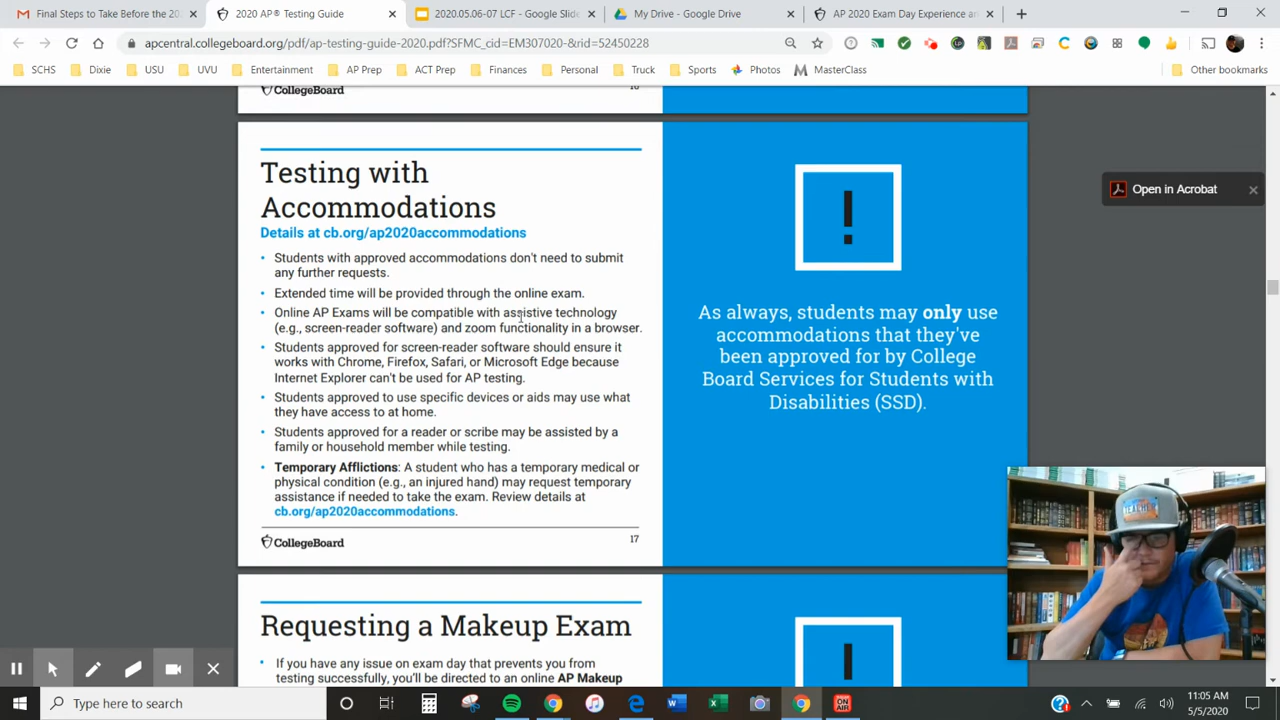 Final Steps to Take Before the 20
2020 AP® Testing Guide
2020.05.06-07 LCF - Google Slide
My Drive - Google Drive
AP 2020 Exam Day Experience an
apcentral.collegeboard.org/pdf/ap-testing-guide-2020.pdf?SFMC_cid=EM307020-&rid=52450228
SCHS
Dixie
USU
UVU
Entertainment
AP Prep
ACT Prep
Finances
Personal
Truck
Sports
Photos
MasterClass
Other bookmarks
CollegeBoard
Open in Acrobat
Testing with
Accommodations
Details at cb.org/ap2020accommodations
• Students with approved accommodations don't need to submit
any further requests.
• Extended time will be provided through the online exam.
• Online AP Exams will be compatible with assistive technology
(e.g., screen-reader software) and zoom functionality in a browser.
• Students approved for screen-reader software should ensure it
works with Chrome, Firefox, Safari, or Microsoft Edge because
Internet Explorer can't be used for AP testing.
• Students approved to use specific devices or aids may use what
they have access to at home.
• Students approved for a reader or scribe may be assisted by a
family or household member while testing.
• Temporary Afflictions: A student who has a temporary medical or
physical condition (e.g., an injured hand) may request temporary
assistance if needed to take the exam. Review details at
cb.org/ap2020accommodations.
CollegeBoard
17
!
As always, students may only use
accommodations that they've
been approved for by College
Board Services for Students with
Disabilities (SSD).
Requesting a Makeup Exam
• If you have any issue on exam day that prevents you from
testing successfully, you'll be directed to an online AP Makeup
TEACHER
Type here to search
ON AIR
11:05 AM
5/5/2020